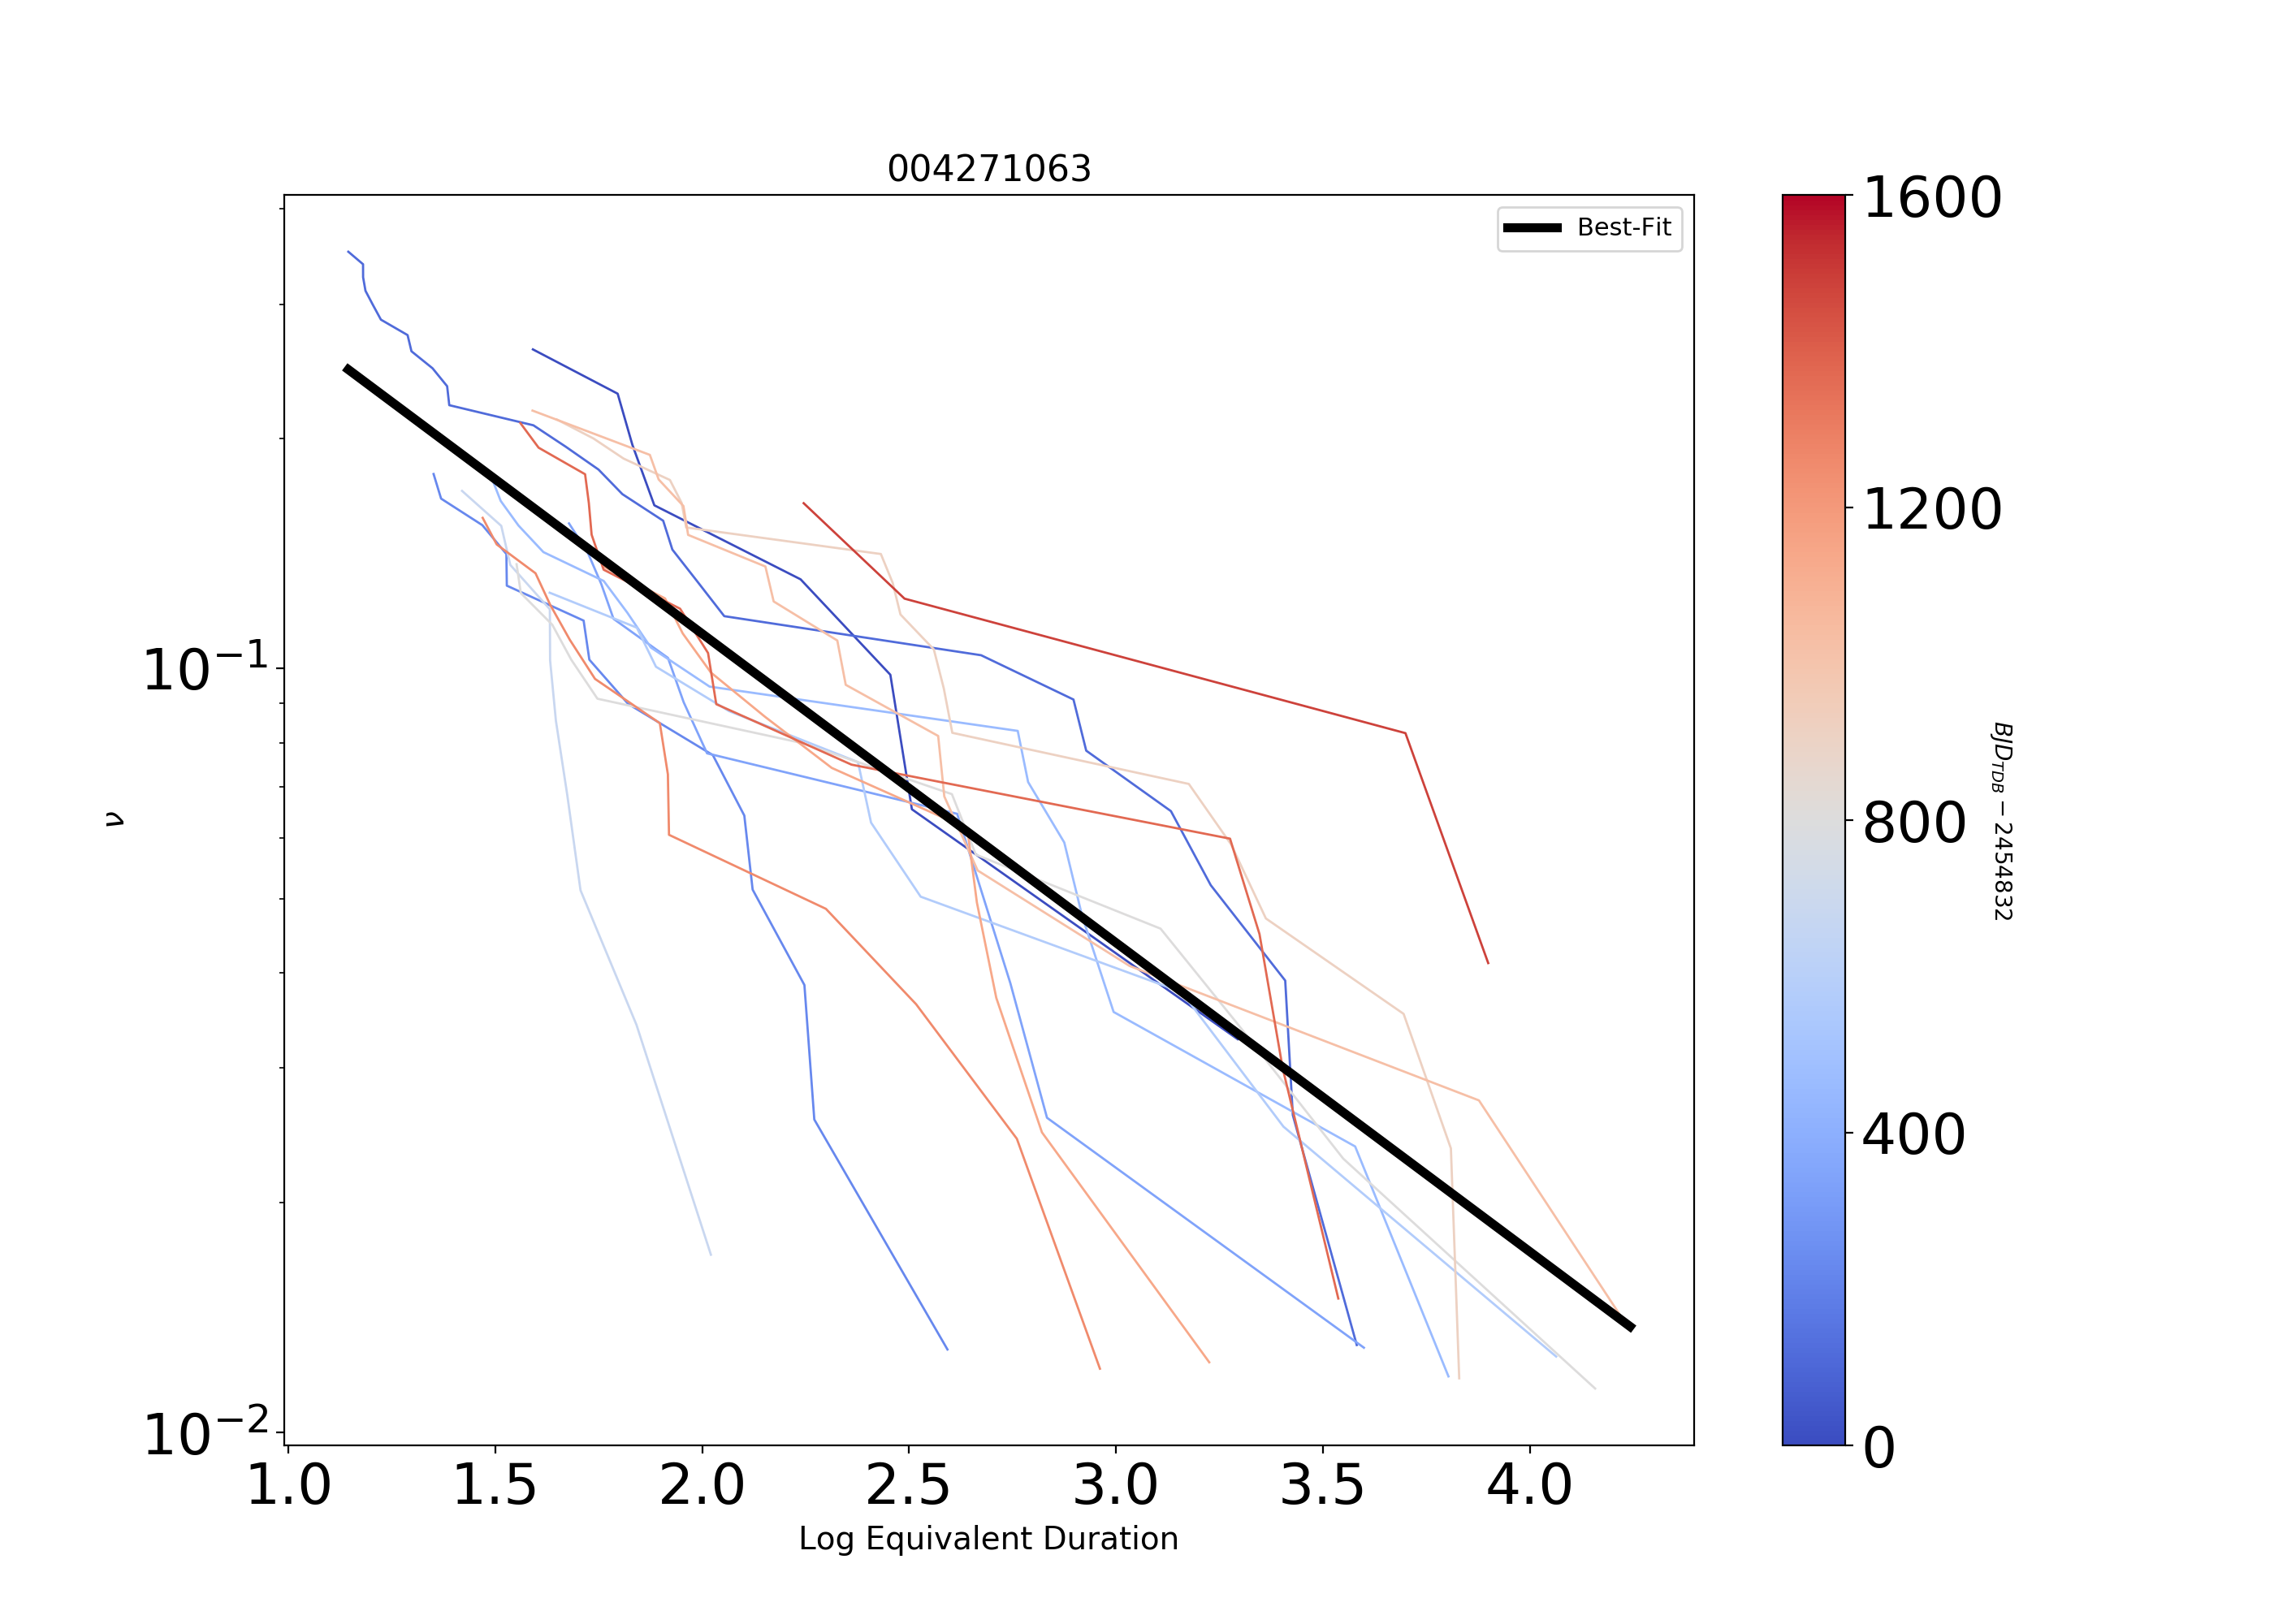 004271063
Best-Fit
10⁻¹
10⁻²
ν
1.0 1.5 2.0 2.5 3.0 3.5 4.0
Log Equivalent Duration
1600
1200
800
400
0
BJD_TDB − 2454832